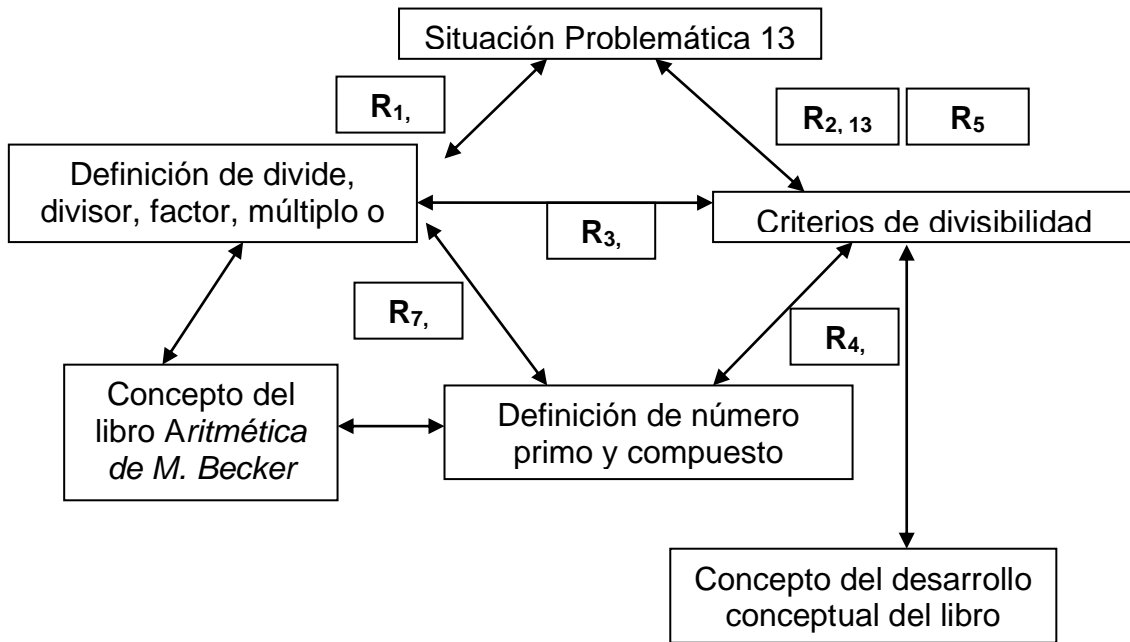 Situación Problemática 13
R1,
R2, 13
R5
Definición de divide,
divisor, factor, múltiplo o
Criterios de divisibilidad
R3,
R7,
R4,
Concepto del
libro Aritmética
de M. Becker
Definición de número
primo y compuesto
Concepto del desarrollo
conceptual del libro